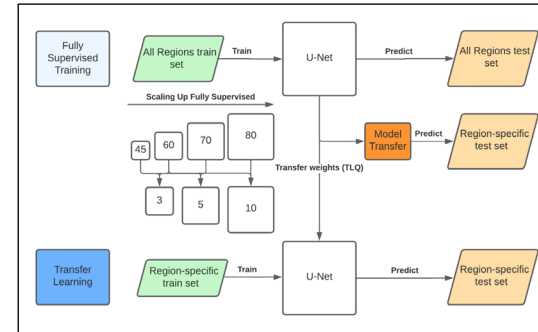 Fully
Supervised
Training
All Regions train
set
Train
U-Net
Predict
All Regions test
set
Scaling Up Fully Supervised
45
60
70
80
3
5
10
Model
Transfer
Predict
Region-specific
test set
Transfer weights (TLQ)
Transfer
Learning
Region-specific
train set
Train
U-Net
Predict
Region-specific
test set